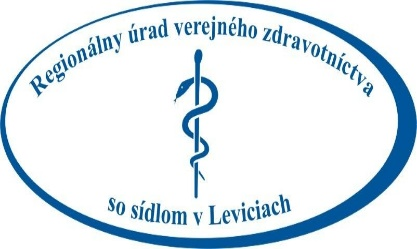 Regionálny úrad verejného zdravotníctva
so sídlom v Leviciach